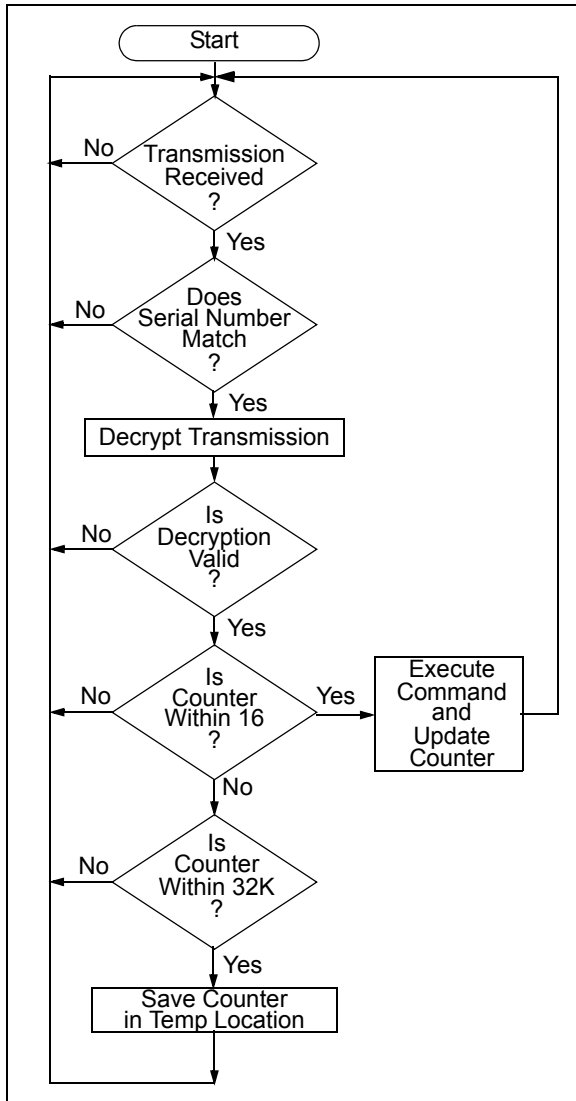 Start
No
Transmission
Received
?
Yes
No
Does
Serial Number
Match
?
Yes
Decrypt Transmission
No
Is
Decryption
Valid
?
Yes
No
Is
Counter
Within 16
?
Yes
Execute
Command
and
Update
Counter
No
No
Is
Counter
Within 32K
?
Yes
Save Counter
in Temp Location